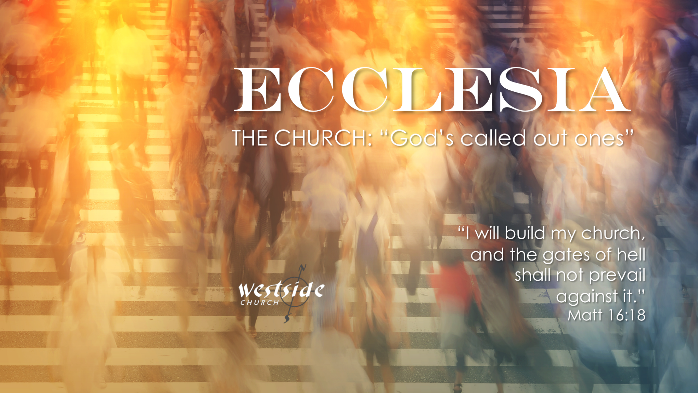 ECCLESIA
THE CHURCH: “God’s called out ones”
“I will build my church,
and the gates of hell
shall not prevail
against it.”
Matt 16:18
westside
CHURCH